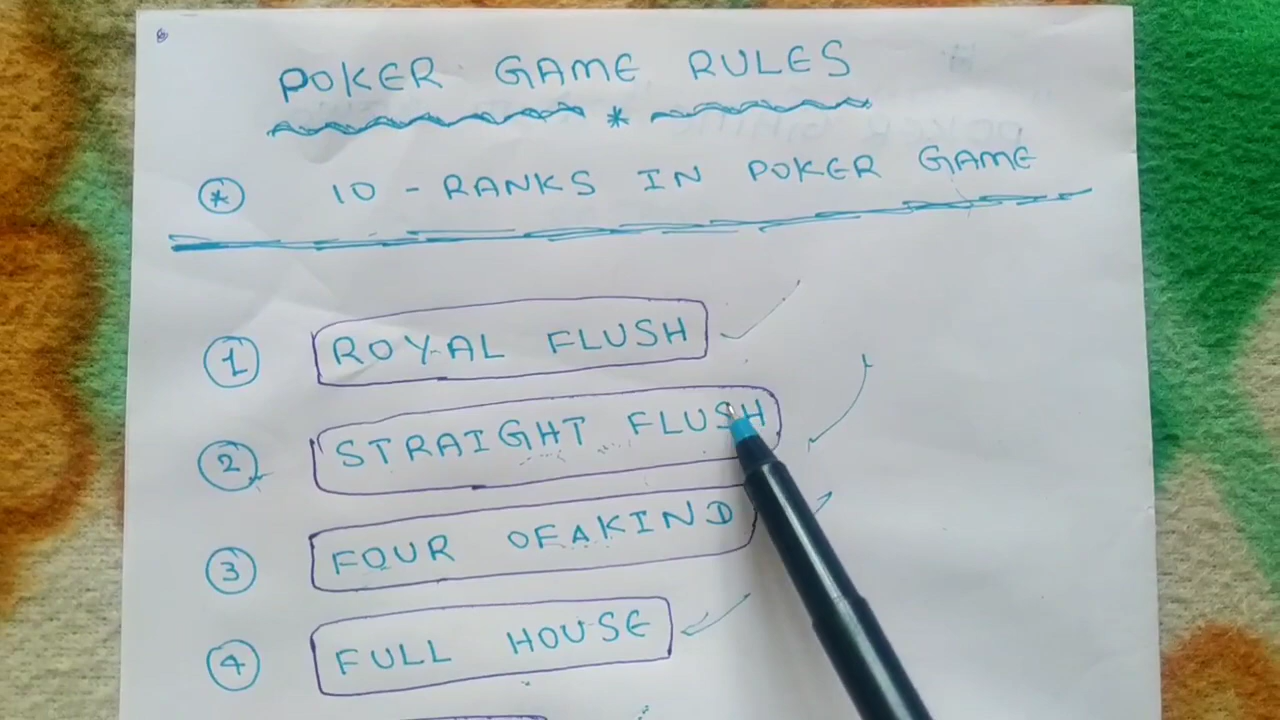 POKER GAME RULES
*
* 10 - RANKS IN POKER GAME
1 ROYAL FLUSH
2 STRAIGHT FLUSH
3 FOUR OFAKIND
4 FULL HOUSE